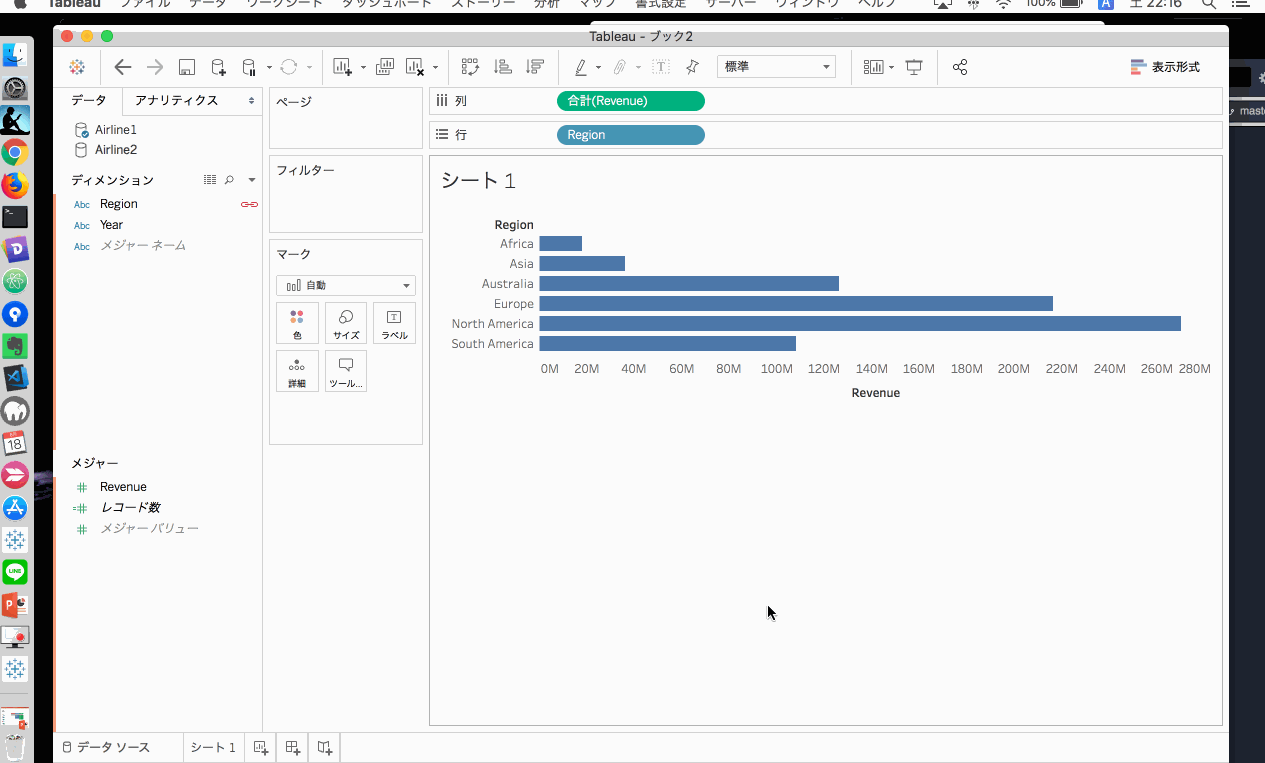 Tableau ファイル データ ワークシート ダッシュボード ストーリー 分析 マップ 書式設定 サーバー ウィンドウ ヘルプ 100% A 土 22:16
Tableau - ブック2
標準
表示形式
データ
アナリティクス
Airline1
Airline2
ディメンション
Abc Region
Abc Year
Abc メジャー ネーム
メジャー
Revenue
レコード数
メジャー バリュー
ページ
フィルター
マーク
自動
色
サイズ
ラベル
詳細
ツール...
列
合計(Revenue)
行
Region
シート 1
Region
Africa
Asia
Australia
Europe
North America
South America
0M 20M 40M 60M 80M 100M 120M 140M 160M 180M 200M 220M 240M 260M 280M
Revenue
データ ソース
シート 1
18
LINE
P